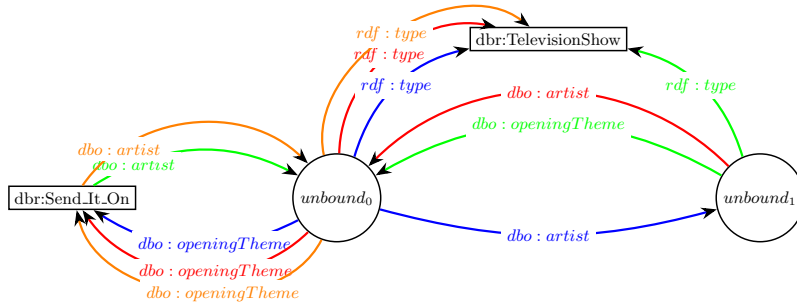 rdf : type
dbr:TelevisionShow
rdf : type
rdf : type
rdf : type
dbo : artist
dbo : openingTheme
dbo : artist
dbo : artist
dbr:Send_It_On
unbound0
unbound1
dbo : artist
dbo : openingTheme
dbo : openingTheme
dbo : openingTheme